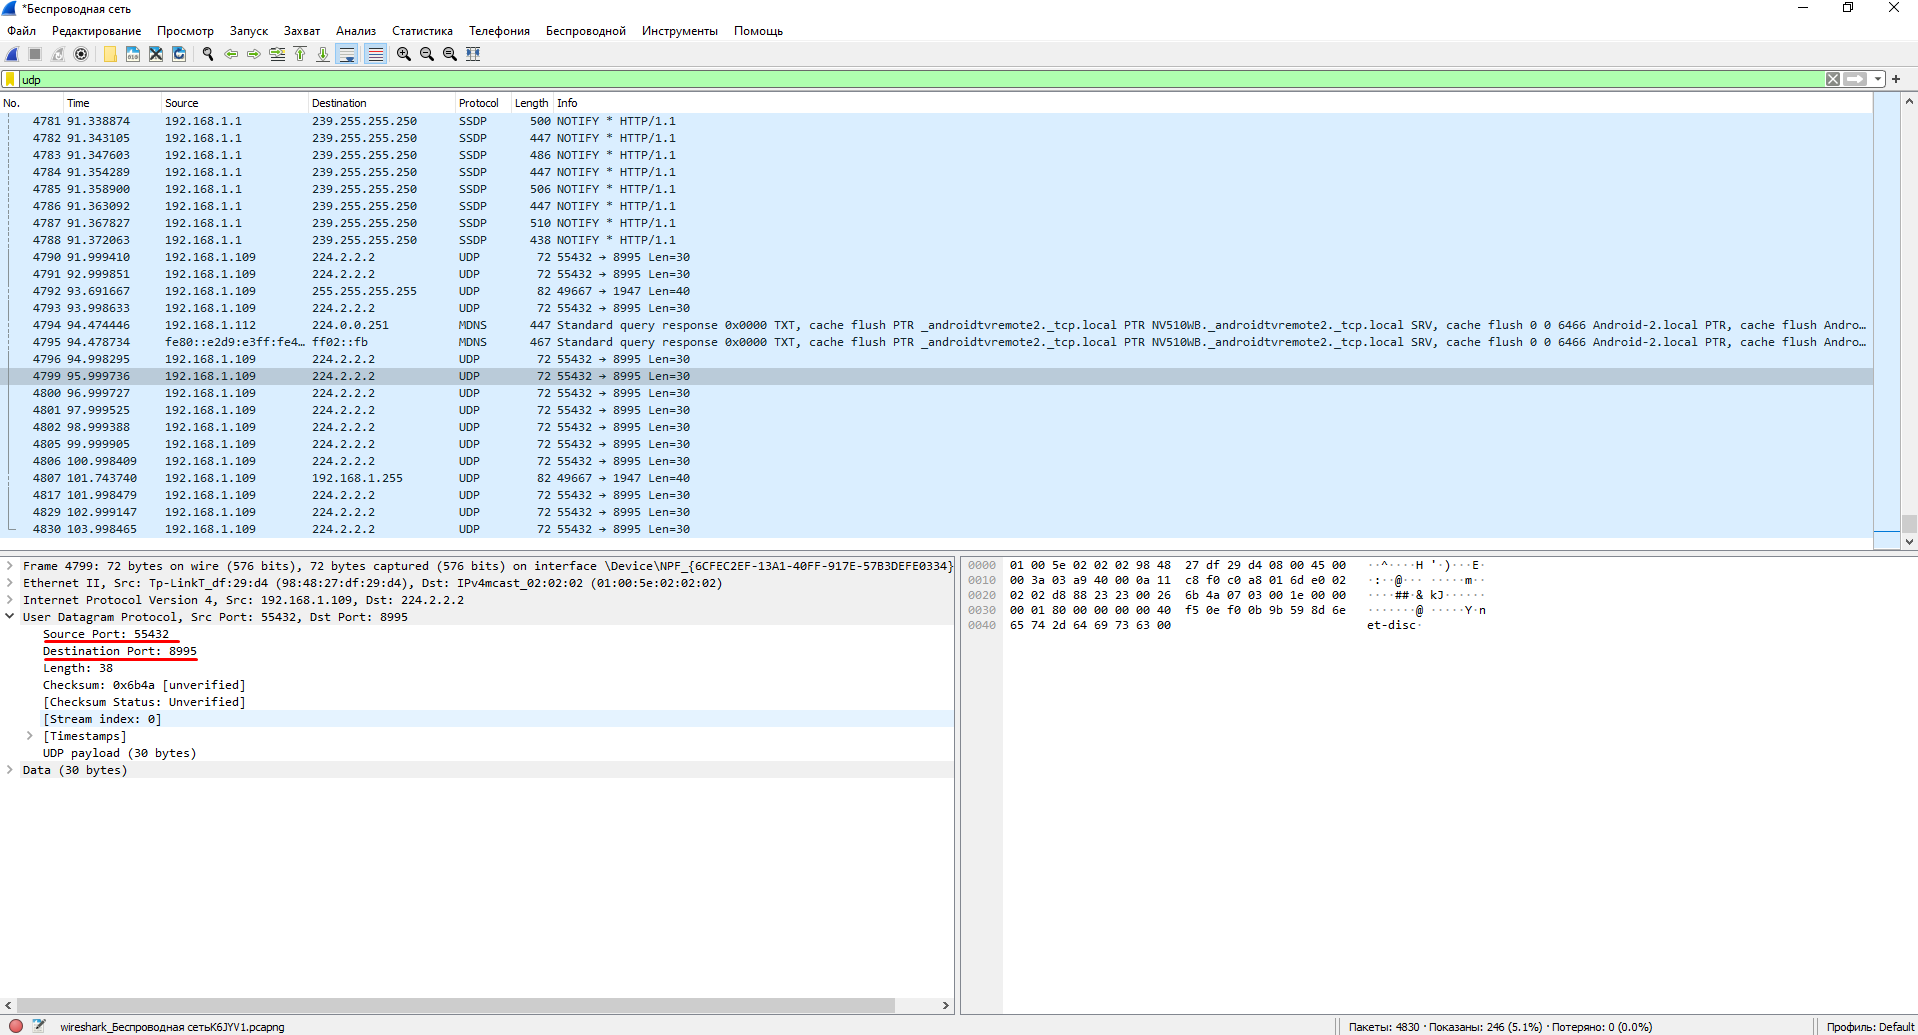 *Беспроводная сеть
Файл Редактирование Просмотр Запуск Захват Анализ Статистика Телефония Беспроводной Инструменты Помощь
udp
No. Time Source Destination Protocol Length Info
4781 91.338874 192.168.1.1 239.255.255.250 SSDP 500 NOTIFY * HTTP/1.1
4782 91.343105 192.168.1.1 239.255.255.250 SSDP 447 NOTIFY * HTTP/1.1
4783 91.347603 192.168.1.1 239.255.255.250 SSDP 486 NOTIFY * HTTP/1.1
4784 91.354289 192.168.1.1 239.255.255.250 SSDP 447 NOTIFY * HTTP/1.1
4785 91.358900 192.168.1.1 239.255.255.250 SSDP 506 NOTIFY * HTTP/1.1
4786 91.363092 192.168.1.1 239.255.255.250 SSDP 447 NOTIFY * HTTP/1.1
4787 91.367827 192.168.1.1 239.255.255.250 SSDP 510 NOTIFY * HTTP/1.1
4788 91.372063 192.168.1.1 239.255.255.250 SSDP 438 NOTIFY * HTTP/1.1
4790 91.999410 192.168.1.109 224.2.2.2 UDP 72 55432 → 8995 Len=30
4791 92.999851 192.168.1.109 224.2.2.2 UDP 72 55432 → 8995 Len=30
4792 93.691667 192.168.1.109 255.255.255.255 UDP 82 49667 → 1947 Len=40
4793 93.998633 192.168.1.109 224.2.2.2 UDP 72 55432 → 8995 Len=30
4794 94.474446 192.168.1.112 224.0.0.251 MDNS 447 Standard query response 0x0000 TXT, cache flush PTR _androidtvremote2._tcp.local PTR NV510WB._androidtvremote2._tcp.local SRV, cache flush 0 0 6466 Android-2.local PTR, cache flush Andro…
4795 94.478734 fe80::e2d9:e3ff:fe4… ff02::fb MDNS 467 Standard query response 0x0000 TXT, cache flush PTR _androidtvremote2._tcp.local PTR NV510WB._androidtvremote2._tcp.local SRV, cache flush 0 0 6466 Android-2.local PTR, cache flush Andro…
4796 94.998295 192.168.1.109 224.2.2.2 UDP 72 55432 → 8995 Len=30
4799 95.999736 192.168.1.109 224.2.2.2 UDP 72 55432 → 8995 Len=30
4800 96.999727 192.168.1.109 224.2.2.2 UDP 72 55432 → 8995 Len=30
4801 97.999525 192.168.1.109 224.2.2.2 UDP 72 55432 → 8995 Len=30
4802 98.999388 192.168.1.109 224.2.2.2 UDP 72 55432 → 8995 Len=30
4805 99.999905 192.168.1.109 224.2.2.2 UDP 72 55432 → 8995 Len=30
4806 100.998409 192.168.1.109 224.2.2.2 UDP 72 55432 → 8995 Len=30
4807 101.743740 192.168.1.109 192.168.1.255 UDP 82 49667 → 1947 Len=40
4817 101.998479 192.168.1.109 224.2.2.2 UDP 72 55432 → 8995 Len=30
4829 102.999147 192.168.1.109 224.2.2.2 UDP 72 55432 → 8995 Len=30
4830 103.998465 192.168.1.109 224.2.2.2 UDP 72 55432 → 8995 Len=30
Frame 4799: 72 bytes on wire (576 bits), 72 bytes captured (576 bits) on interface \Device\NPF_{6CFEC2EF-13A1-40FF-917E-57B3DEFE0334}
Ethernet II, Src: Tp-LinkT_df:29:d4 (98:48:27:df:29:d4), Dst: IPv4mcast_02:02:02 (01:00:5e:02:02:02)
Internet Protocol Version 4, Src: 192.168.1.109, Dst: 224.2.2.2
User Datagram Protocol, Src Port: 55432, Dst Port: 8995
Source Port: 55432
Destination Port: 8995
Length: 38
Checksum: 0x6b4a [unverified]
[Checksum Status: Unverified]
[Stream index: 0]
[Timestamps]
UDP payload (30 bytes)
Data (30 bytes)
0000 01 00 5e 02 02 02 98 48 27 df 29 d4 08 00 45 00 ··^····H '·)···E·
0010 00 3a 03 a9 40 00 0a 11 c8 f0 c0 a8 01 6d e0 02 ·:··@··· ·····m··
0020 02 02 d8 88 23 23 00 26 6b 4a 07 03 00 1e 00 00 ····##·& kJ······
0030 00 01 80 00 00 00 00 40 f5 0e f0 0b 9b 59 8d 6e ·······@ ·····Y·n
0040 65 74 2d 64 69 73 63 00 et-disc·
wireshark_Беспроводная сетьK6JYV1.pcapng
Пакеты: 4830 · Показаны: 246 (5.1%) · Потеряно: 0 (0.0%)
Профиль: Default